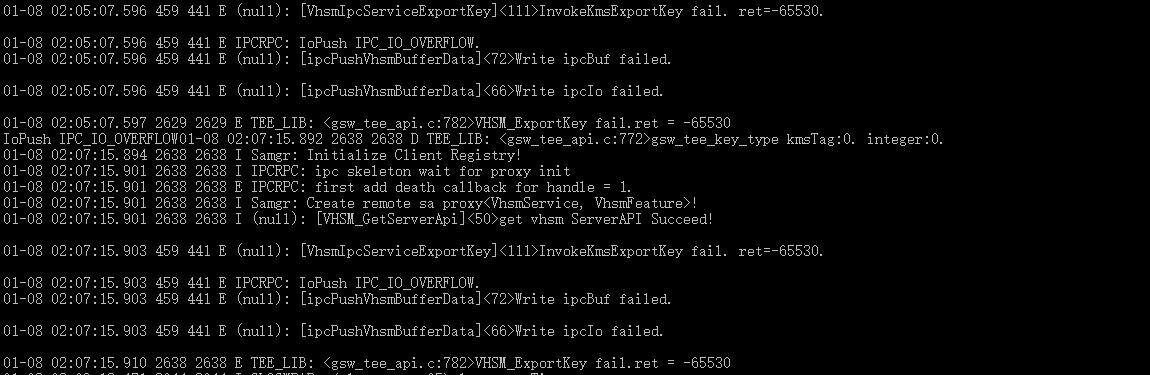 01-08 02:05:07.596 459 441 E (null): [VhsmIpcServiceExportKey]<111>InvokeKmsExportKey fail. ret=-65530.
01-08 02:05:07.596 459 441 E IPCRPC: IoPush IPC_IO_OVERFLOW.
01-08 02:05:07.596 459 441 E (null): [ipcPushVhsmBufferData]<72>Write ipcBuf failed.
01-08 02:05:07.596 459 441 E (null): [ipcPushVhsmBufferData]<66>Write ipcIo failed.
01-08 02:05:07.597 2629 2629 E TEE_LIB: <gsw_tee_api.c:782>VHSM_ExportKey fail.ret = -65530
IoPush IPC_IO_OVERFLOW01-08 02:07:15.892 2638 2638 D TEE_LIB: <gsw_tee_api.c:772>gsw_tee_key_type kmsTag:0. integer:0.
01-08 02:07:15.894 2638 2638 I Samgr: Initialize Client Registry!
01-08 02:07:15.901 2638 2638 I IPCRPC: ipc skeleton wait for proxy init
01-08 02:07:15.901 2638 2638 E IPCRPC: first add death callback for handle = 1.
01-08 02:07:15.901 2638 2638 I Samgr: Create remote sa proxy<VhsmService, VhsmFeature>!
01-08 02:07:15.901 2638 2638 I (null): [VHSM_GetServerApi]<50>get vhsm ServerAPI Succeed!
01-08 02:07:15.903 459 441 E (null): [VhsmIpcServiceExportKey]<111>InvokeKmsExportKey fail. ret=-65530.
01-08 02:07:15.903 459 441 E IPCRPC: IoPush IPC_IO_OVERFLOW.
01-08 02:07:15.903 459 441 E (null): [ipcPushVhsmBufferData]<72>Write ipcBuf failed.
01-08 02:07:15.903 459 441 E (null): [ipcPushVhsmBufferData]<66>Write ipcIo failed.
01-08 02:07:15.910 2638 2638 E TEE_LIB: <gsw_tee_api.c:782>VHSM_ExportKey fail.ret = -65530